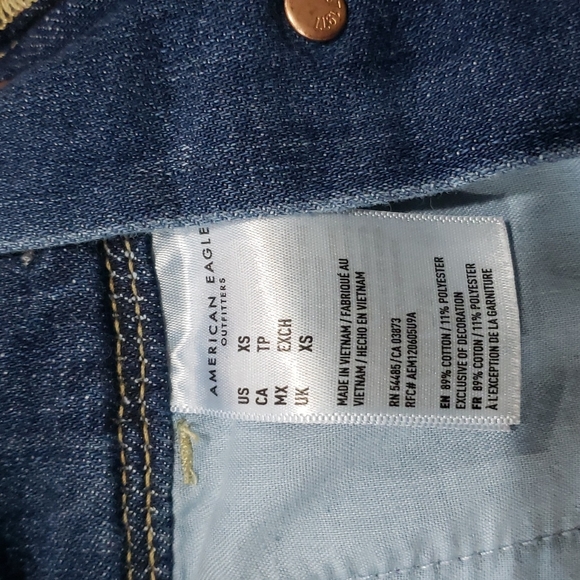 AMERICAN EAGLE
OUTFITTERS
US XS
CA TP
MX EXCH
UK XS
MADE IN VIETNAM / FABRIQUÉ AU
VIETNAM / HECHO EN VIETNAM
RN 54485/CA 03873
RFC# AEM12060SU9A
EN 89% COTTON / 11% POLYESTER
EXCLUSIVE OF DECORATION
FR 89% COTON / 11% POLYESTER
À L'EXCEPTION DE LA GARNITURE